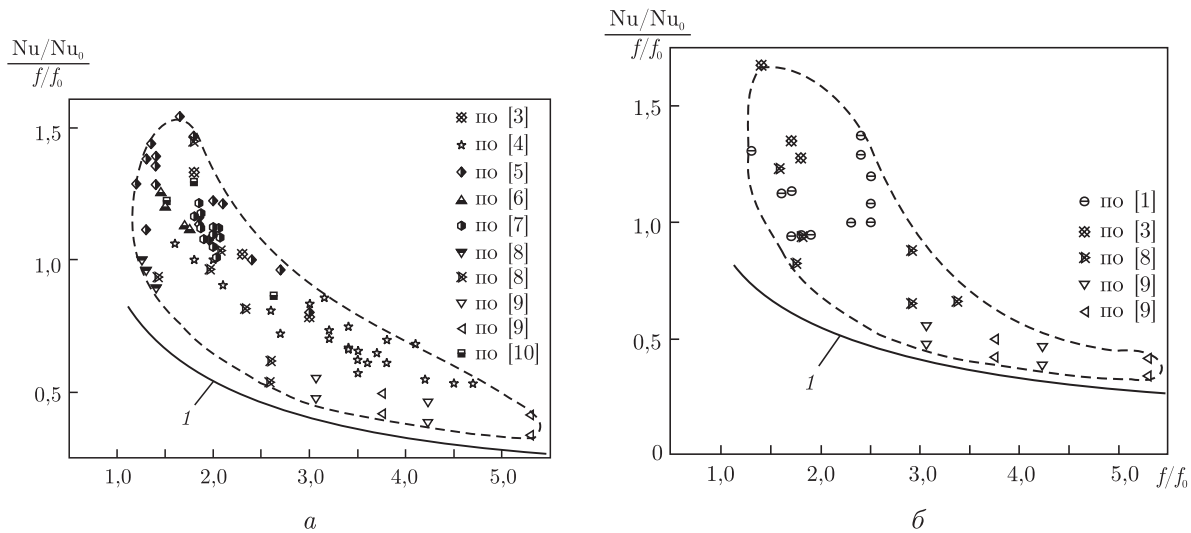 Nu/Nu₀
f/f₀
1,5
1,0
0,5
1,0 2,0 3,0 4,0 5,0
1
по [3]
по [4]
по [5]
по [6]
по [7]
по [8]
по [8]
по [9]
по [9]
по [10]
а
Nu/Nu₀
f/f₀
1,5
1,0
0,5
0
1,0 2,0 3,0 4,0 5,0 f/f₀
1
по [1]
по [3]
по [8]
по [9]
по [9]
б